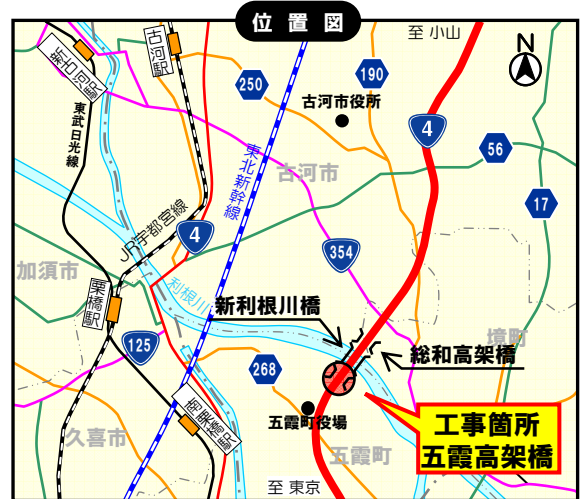 位置図
至 小山
N
新古河駅
古河駅
250
190
古河市役所
4
東武日光線
東北新幹線
56
古河市
17
JR宇都宮線
4
354
加須市
利根川
栗橋駅
新利根川橋
境町
総和高架橋
125
268
南栗橋駅
五霞町役場
工事箇所
五霞高架橋
久喜市
五霞町
至 東京